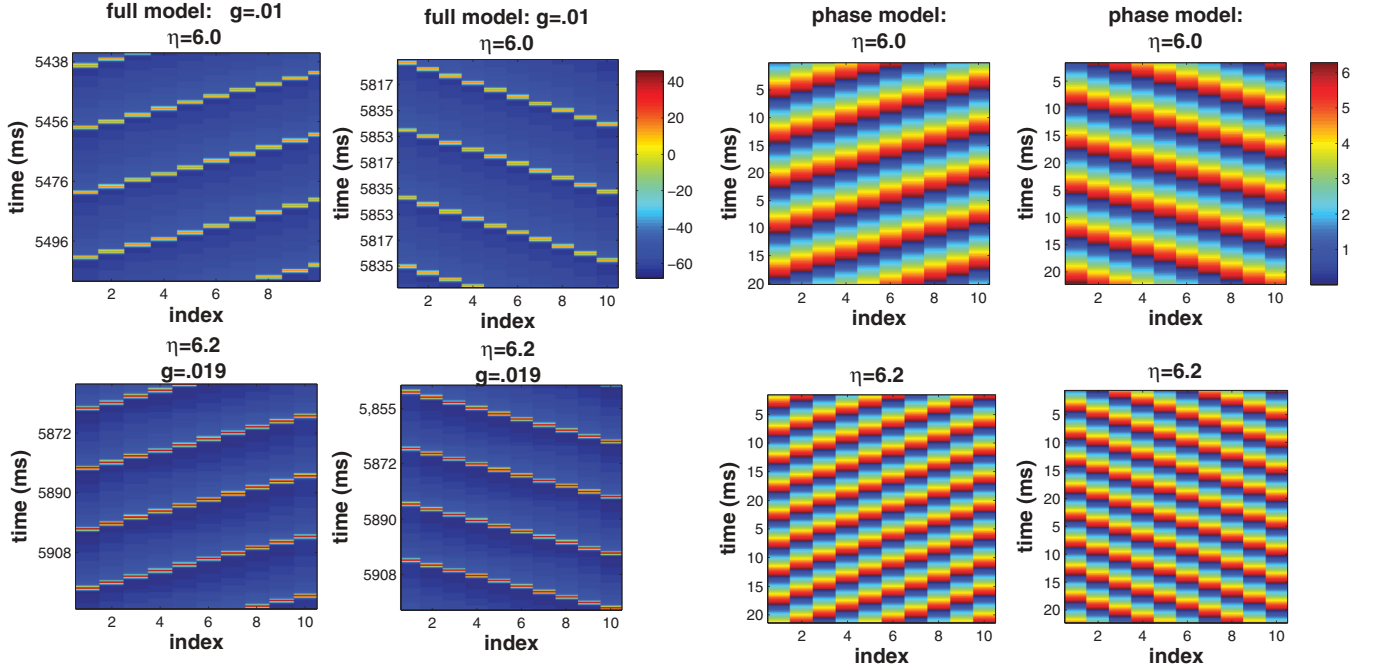 full model: g=.01
η=6.0
5438
5456
5476
5496
time (ms)
2 4 6 8
index
full model: g=.01
η=6.0
5817
5835
5853
5817
5835
5853
5817
5835
time (ms)
2 4 6 8 10
index
40
20
0
−20
−40
−60
phase model:
η=6.0
5
10
15
20
5
10
15
20
time (ms)
2 4 6 8 10
index
phase model:
η=6.0
5
10
15
20
5
10
15
20
time (ms)
2 4 6 8 10
index
6
5
4
3
2
1
η=6.2
g=.019
5872
5890
5908
time (ms)
2 4 6 8 10
index
η=6.2
g=.019
5,855
5872
5890
5908
time (ms)
2 4 6 8 10
index
η=6.2
5
10
15
20
5
10
15
20
time (ms)
2 4 6 8 10
index
η=6.2
5
10
15
20
5
10
15
20
time (ms)
2 4 6 8 10
index